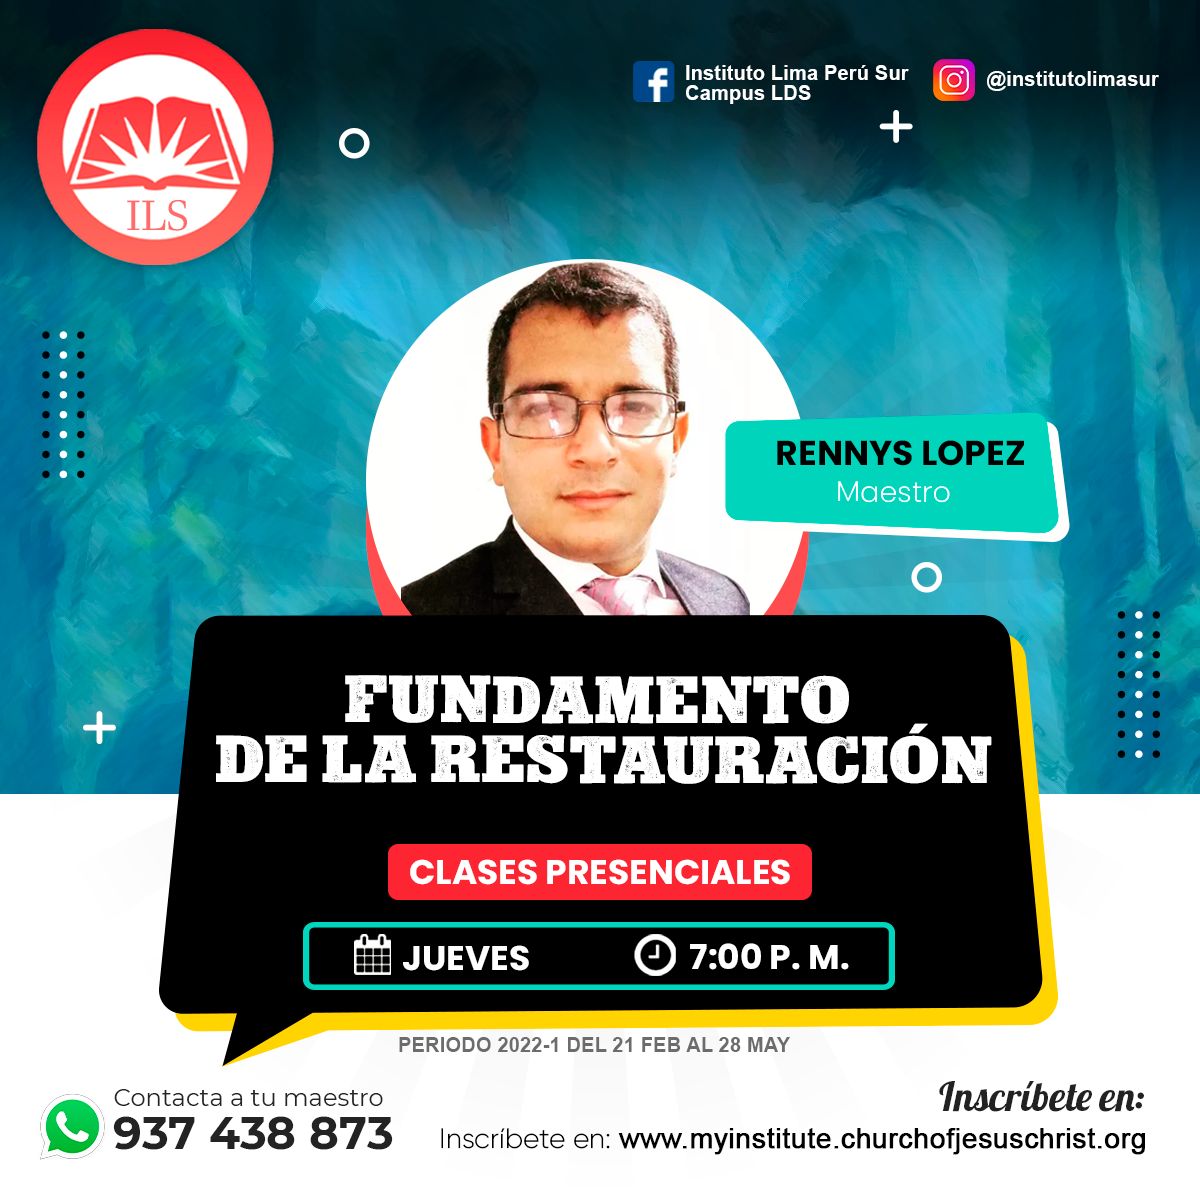 Instituto Lima Perú Sur
Campus LDS
@institutolimasur
ILS
RENNYS LOPEZ
Maestro
FUNDAMENTO
DE LA RESTAURACIÓN
CLASES PRESENCIALES
JUEVES
7:00 P. M.
PERIODO 2022-1 DEL 21 FEB AL 28 MAY
Contacta a tu maestro
937 438 873
Inscríbete en:
Inscríbete en: www.myinstitute.churchofjesuschrist.org